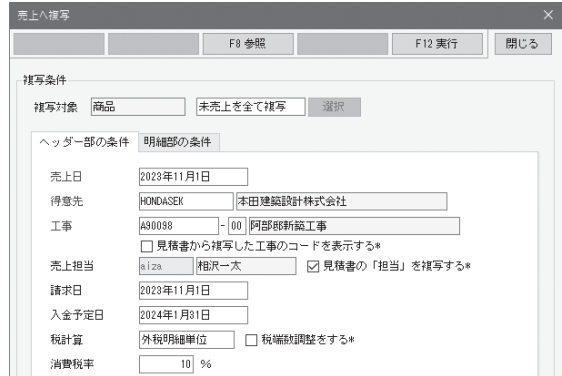 売上へ複写
F8 参照 F12 実行 閉じる
複写条件
複写対象 商品 未売上を全て複写 選択
ヘッダー部の条件 明細部の条件
売上日 2023年11月1日
得意先 HONDASEK 本田建築設計株式会社
工事 A90098 - 00 阿部邸新築工事
見積書から複写した工事のコードを表示する*
売上担当 aiza 相沢一太 見積書の「担当」を複写する*
請求日 2023年11月1日
入金予定日 2024年1月31日
税計算 外税明細単位 税端数調整をする*
消費税率 10 %